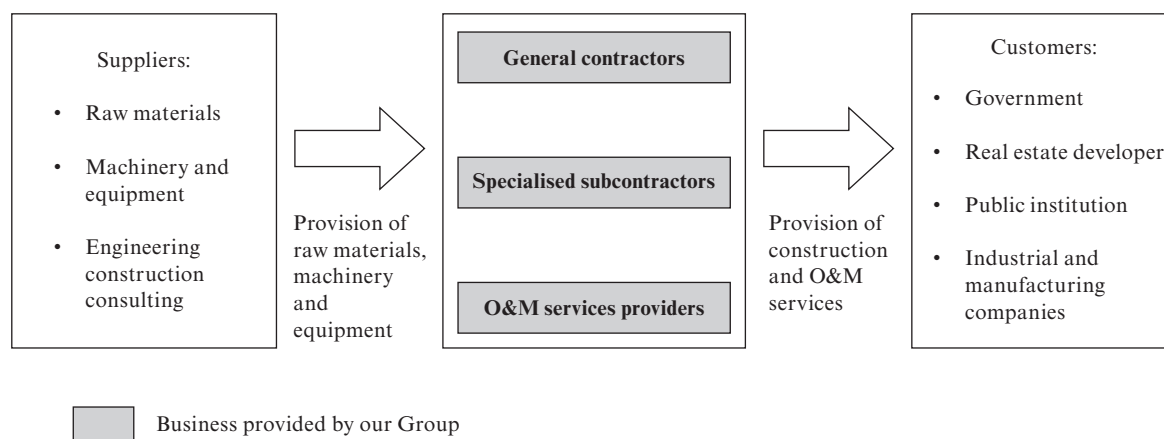 Suppliers:
• Raw materials
• Machinery and
equipment
• Engineering
construction
consulting
Provision of
raw materials,
machinery
and
equipment
General contractors
Specialised subcontractors
O&M services providers
Provision of
construction
and O&M
services
Customers:
• Government
• Real estate developer
• Public institution
• Industrial and
manufacturing
companies
Business provided by our Group